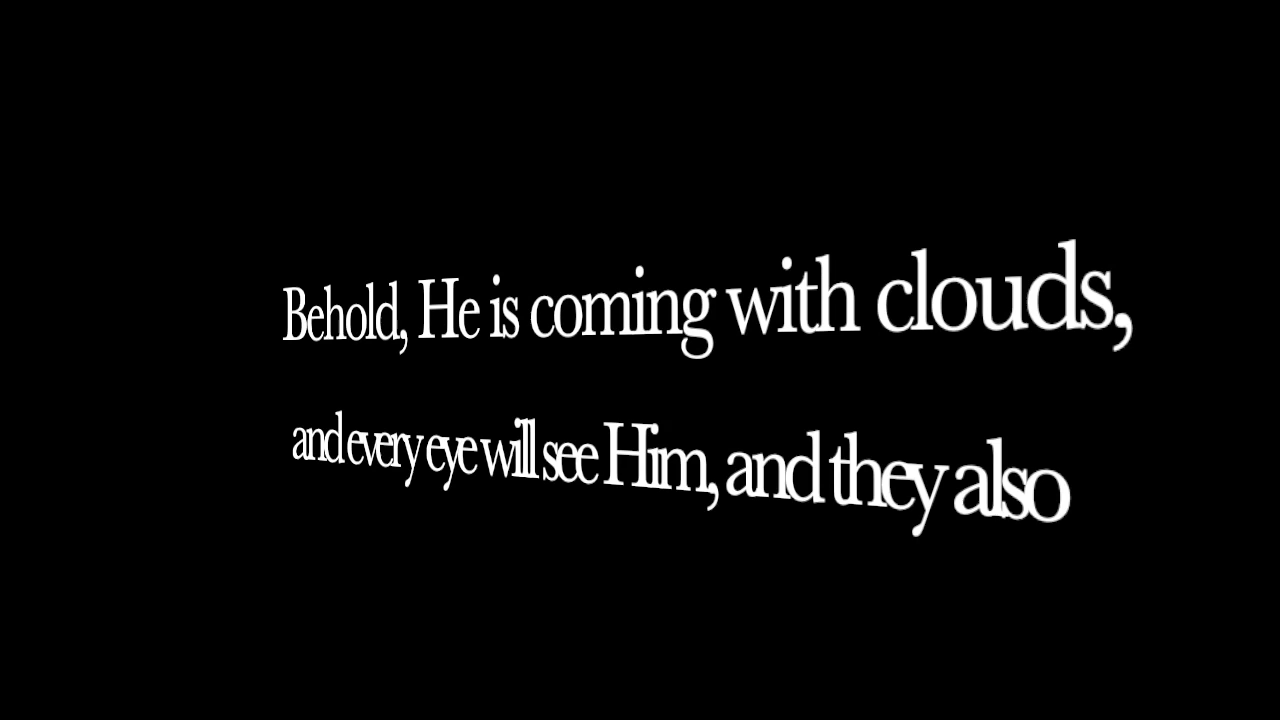 Behold, He is coming with clouds,
and every eye will see Him, and they also